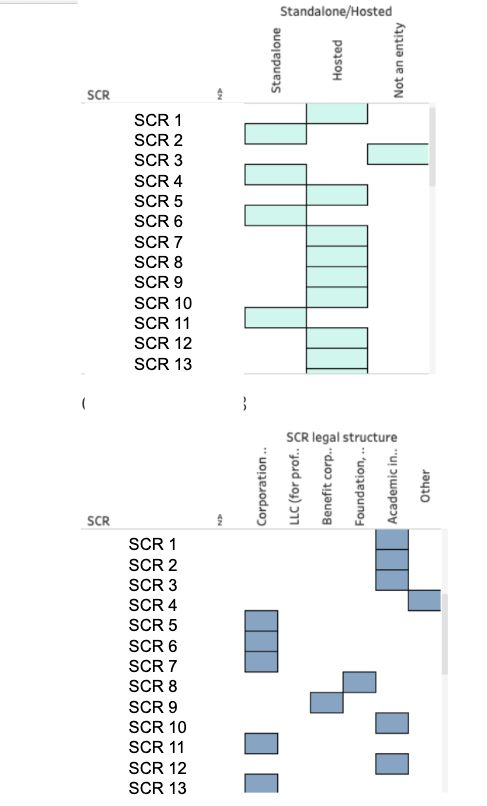 Standalone/Hosted
Standalone
Hosted
Not an entity
SCR
SCR 1
SCR 2
SCR 3
SCR 4
SCR 5
SCR 6
SCR 7
SCR 8
SCR 9
SCR 10
SCR 11
SCR 12
SCR 13
(
SCR legal structure
Corporation ..
LLC (for prof..
Benefit corp..
Foundation, ..
Academic in..
Other
SCR
SCR 1
SCR 2
SCR 3
SCR 4
SCR 5
SCR 6
SCR 7
SCR 8
SCR 9
SCR 10
SCR 11
SCR 12
SCR 13